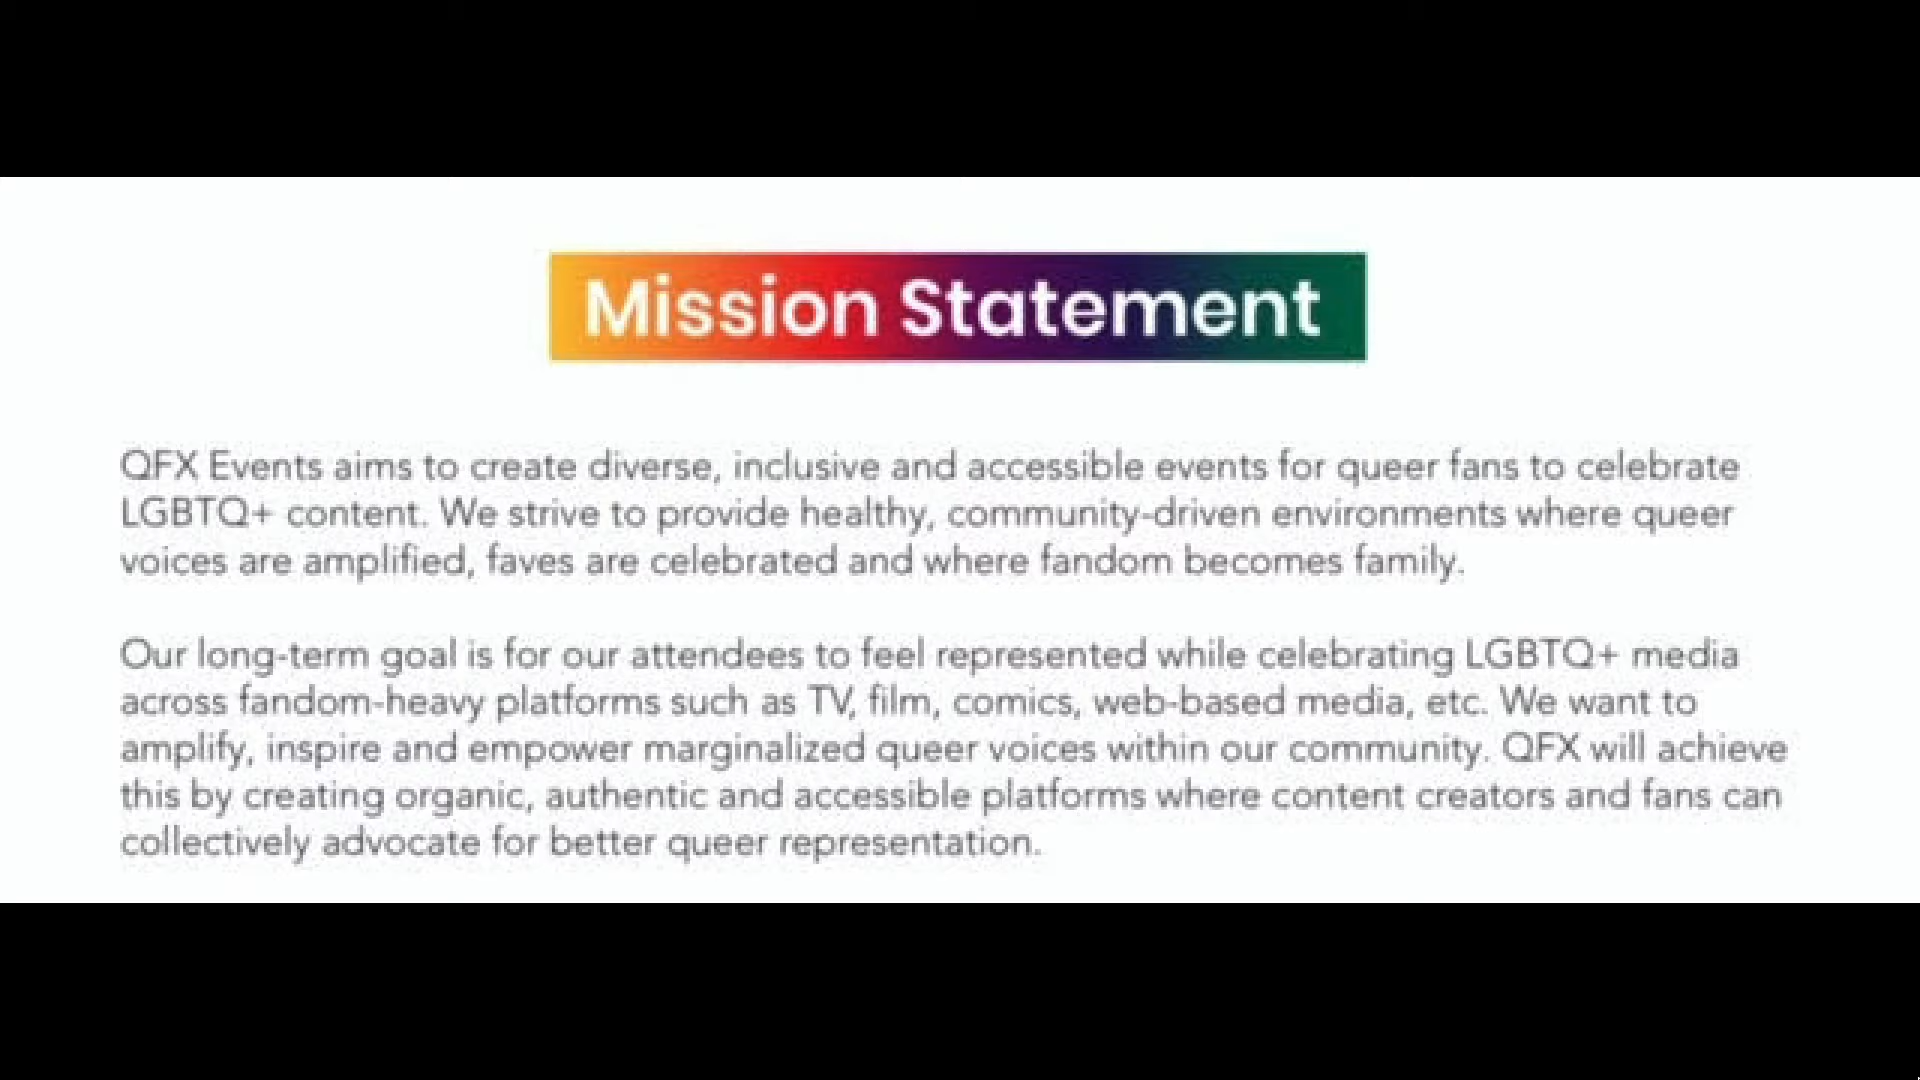 Mission Statement
QFX Events aims to create diverse, inclusive and accessible events for queer fans to celebrate
LGBTQ+ content. We strive to provide healthy, community-driven environments where queer
voices are amplified, faves are celebrated and where fandom becomes family.
Our long-term goal is for our attendees to feel represented while celebrating LGBTQ+ media
across fandom-heavy platforms such as TV, film, comics, web-based media, etc. We want to
amplify, inspire and empower marginalized queer voices within our community. QFX will achieve
this by creating organic, authentic and accessible platforms where content creators and fans can
collectively advocate for better queer representation.